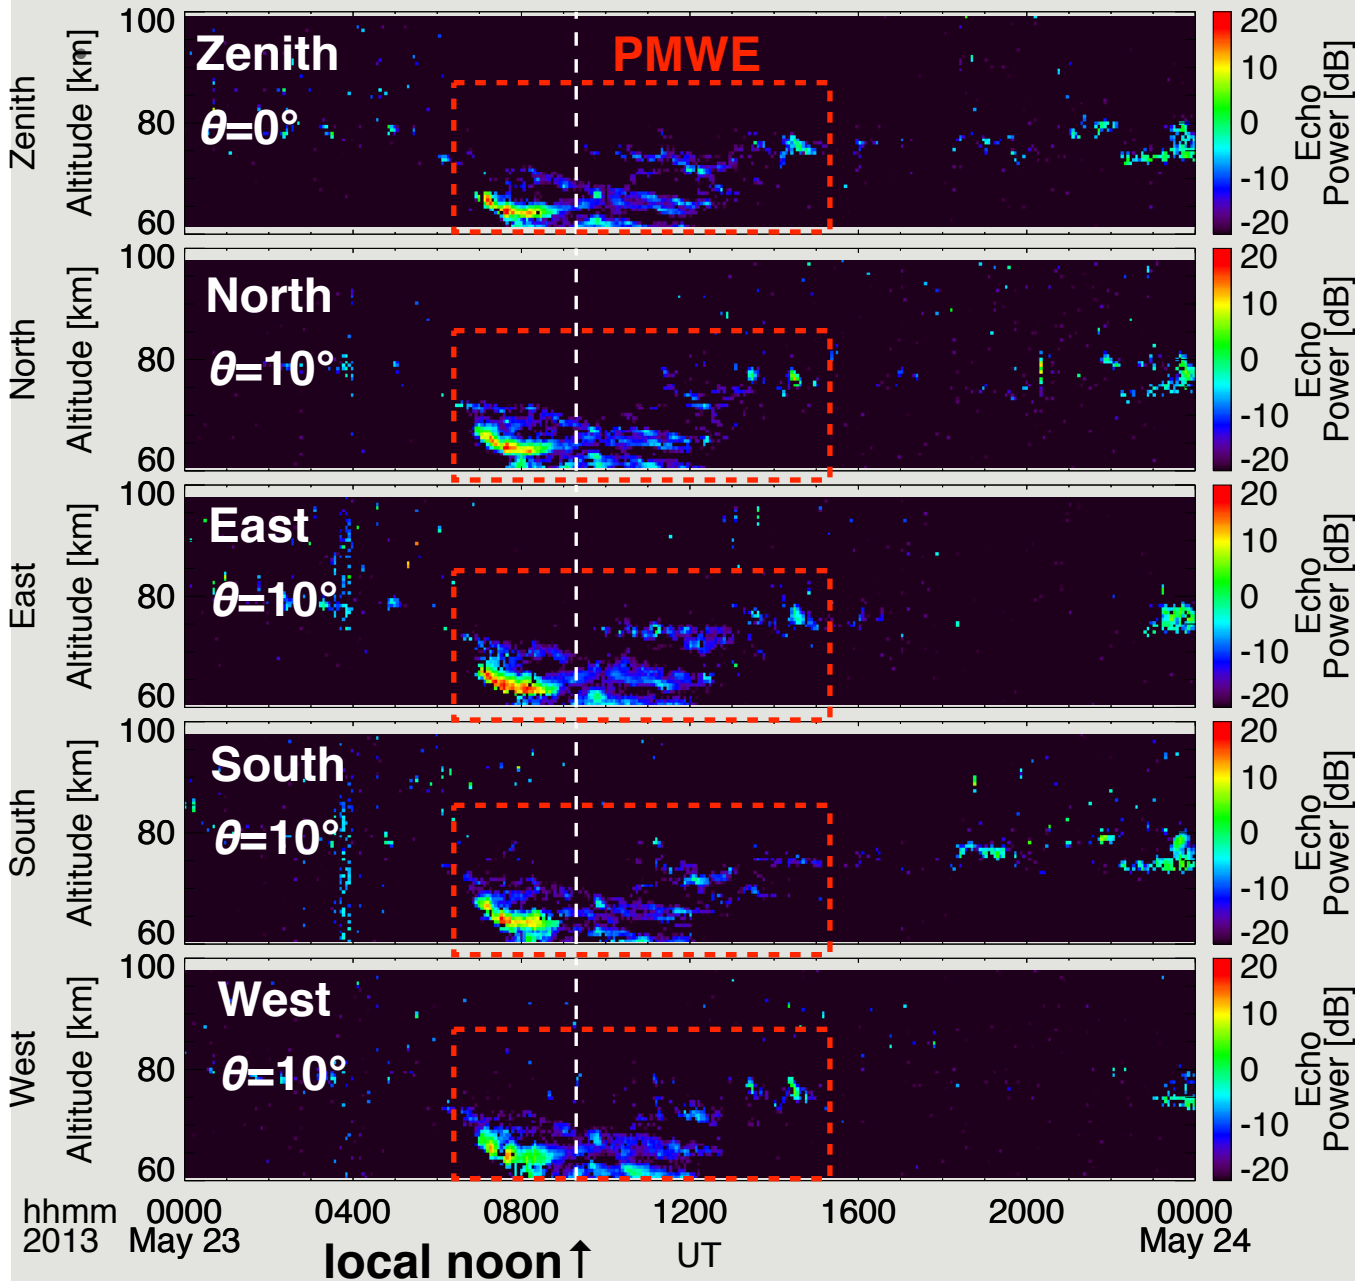 Zenith
Altitude [km]
100
80
60
Zenith
θ=0°
PMWE
20
10
0
-10
-20
Echo
Power [dB]
North
Altitude [km]
100
80
60
North
θ=10°
20
10
0
-10
-20
Echo
Power [dB]
East
Altitude [km]
100
80
60
East
θ=10°
20
10
0
-10
-20
Echo
Power [dB]
South
Altitude [km]
100
80
60
South
θ=10°
20
10
0
-10
-20
Echo
Power [dB]
West
Altitude [km]
100
80
60
West
θ=10°
20
10
0
-10
-20
Echo
Power [dB]
hhmm 0000 0400 0800 1200 1600 2000 0000
2013 May 23 UT May 24
local noon↑